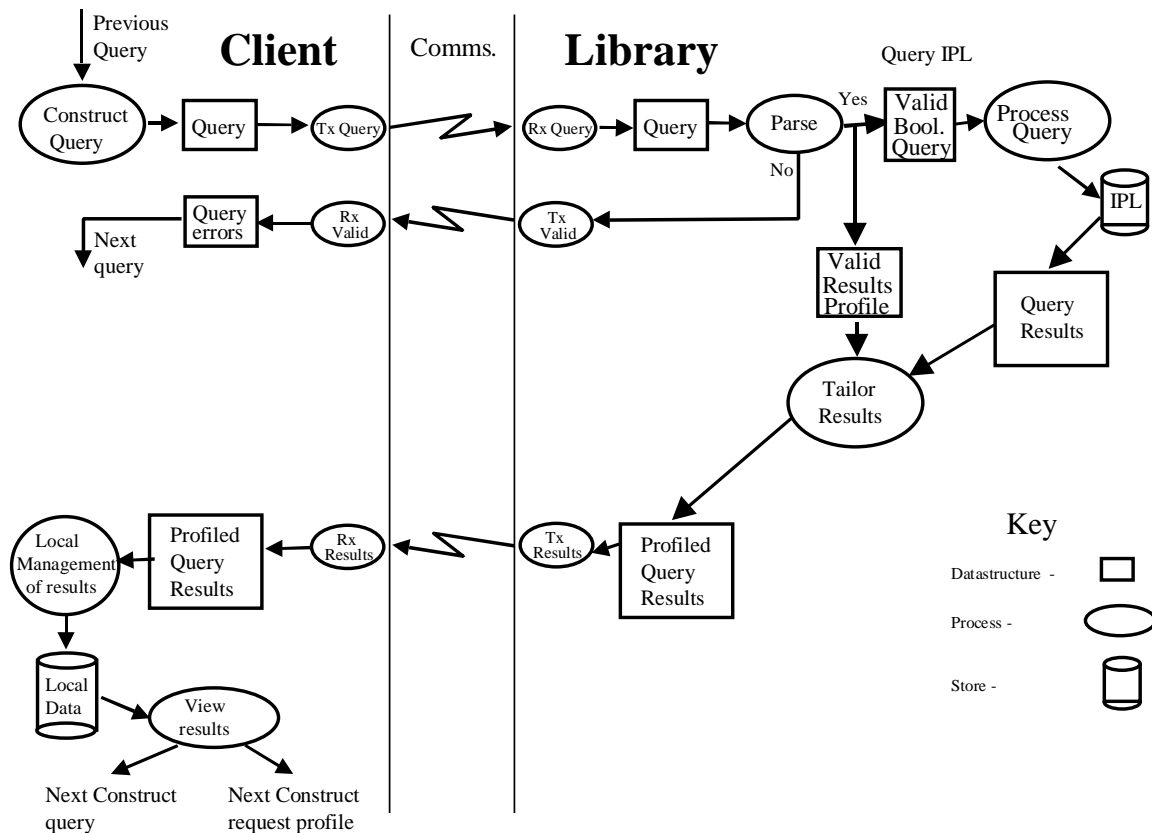 Previous
Query
Client
Comms.
Library
Query IPL
Construct
Query
Query
Tx Query
Rx Query
Query
Parse
Yes
No
Valid
Bool.
Query
Process
Query
IPL
Query
errors
Rx
Valid
Tx
Valid
Next
query
Valid
Results
Profile
Query
Results
Tailor
Results
Local
Management
of results
Profiled
Query
Results
Rx
Results
Tx
Results
Profiled
Query
Results
Key
Datastructure -
Process -
Store -
Local
Data
View
results
Next Construct
query
Next Construct
request profile